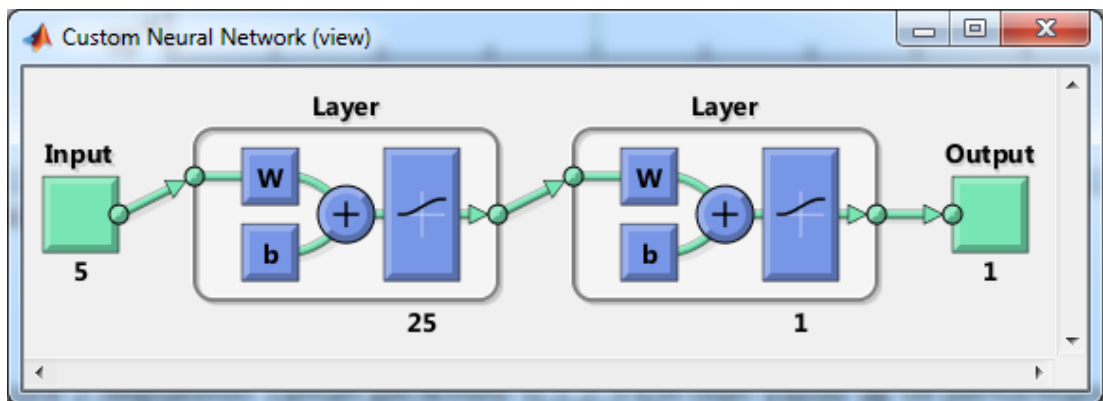 Custom Neural Network (view)
Layer Layer
Input Output
W W
b b
5 1
25 1